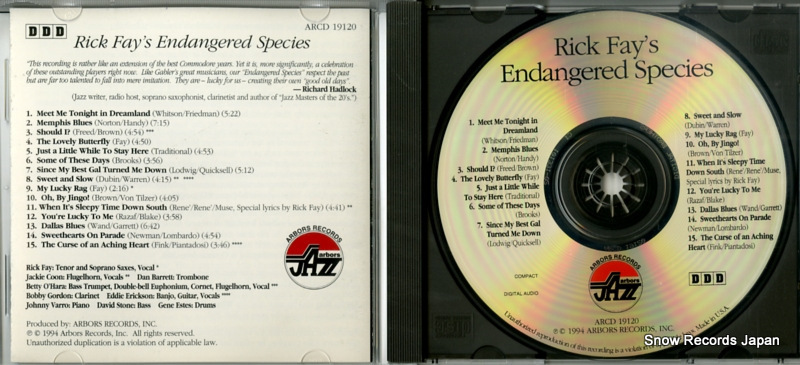 DDD
ARCD 19120
Rick Fay's Endangered Species
"This recording is rather like an extension of the best Commodore years. Yet it is, more significantly, a celebration
of these outstanding players right now. Like Gabler's great musicians, our "Endangered Species" respect the past
but are far too talented to fall into mere imitation. They are – lucky for us – creating their own "good old days".
— Richard Hadlock
(Jazz writer, radio host, soprano saxophonist, clarinetist and author of "Jazz Masters of the 20's.")
1. Meet Me Tonight in Dreamland (Whitson/Friedman) (5:22)
2. Memphis Blues (Norton/Handy) (7:15)
3. Should I? (Freed/Brown) (4:54) ***
4. The Lovely Butterfly (Fay) (4:50)
5. Just a Little While To Stay Here (Traditional) (4:53)
6. Some of These Days (Brooks) (3:56)
7. Since My Best Gal Turned Me Down (Lodwig/Quicksell) (5:12)
8. Sweet and Slow (Dubin/Warren) (4:15) ** ****
9. My Lucky Rag (Fay) (2:16) *
10. Oh, By Jingo! (Brown/Von Tilzer) (4:05)
11. When It's Sleepy Time Down South (Rene'/Rene'/Muse, Special lyrics by Rick Fay) (4:41) **
12. You're Lucky To Me (Razaf/Blake) (3:58)
13. Dallas Blues (Wand/Garrett) (6:42)
14. Sweethearts On Parade (Newman/Lombardo) (4:54)
15. The Curse of an Aching Heart (Fink/Piantadosi) (3:46) ****
ARBORS RECORDS
arbors
JAZZ
Rick Fay: Tenor and Soprano Saxes, Vocal *
Jackie Coon: Flugelhorn, Vocals ** Dan Barrett: Trombone
Betty O'Hara: Bass Trumpet, Double-bell Euphonium, Cornet, Flugelhorn, Vocal ***
Bobby Gordon: Clarinet Eddie Erickson: Banjo, Guitar, Vocals ****
Johnny Varro: Piano David Stone: Bass Gene Estes: Drums
Produced by: ARBORS RECORDS, INC.
℗ © 1994 Arbors Records, Inc. All rights reserved.
Unauthorized duplication is a violation of applicable law.
Rick Fay's
Endangered Species
1. Meet Me Tonight in
Dreamland
(Whitson/Friedman)
2. Memphis Blues
(Norton/Handy)
3. Should I? (Freed/Brown)
4. The Lovely Butterfly (Fay)
5. Just a Little While
To Stay Here (Traditional)
6. Some of These Days
(Brooks)
7. Since My Best Gal
Turned Me Down
(Lodwig/Quicksell)
8. Sweet and Slow
(Dubin/Warren)
9. My Lucky Rag (Fay)
10. Oh, By Jingo!
(Brown/Von Tilzer)
11. When It's Sleepy Time
Down South (Rene'/Rene'/Muse,
Special lyrics by Rick Fay)
12. You're Lucky To Me
(Razaf/Blake)
13. Dallas Blues (Wand/Garrett)
14. Sweethearts On Parade
(Newman/Lombardo)
15. The Curse of an Aching
Heart (Fink/Piantadosi)
COMPACT
DIGITAL AUDIO
ARBORS RECORDS
arbors
JAZZ
DDD
ARCD 19120
℗ © 1994 ARBORS RECORDS, INC.
Unauthorized reproduction of this recording is a violation
Made in U.S.A.
Snow Records Japan